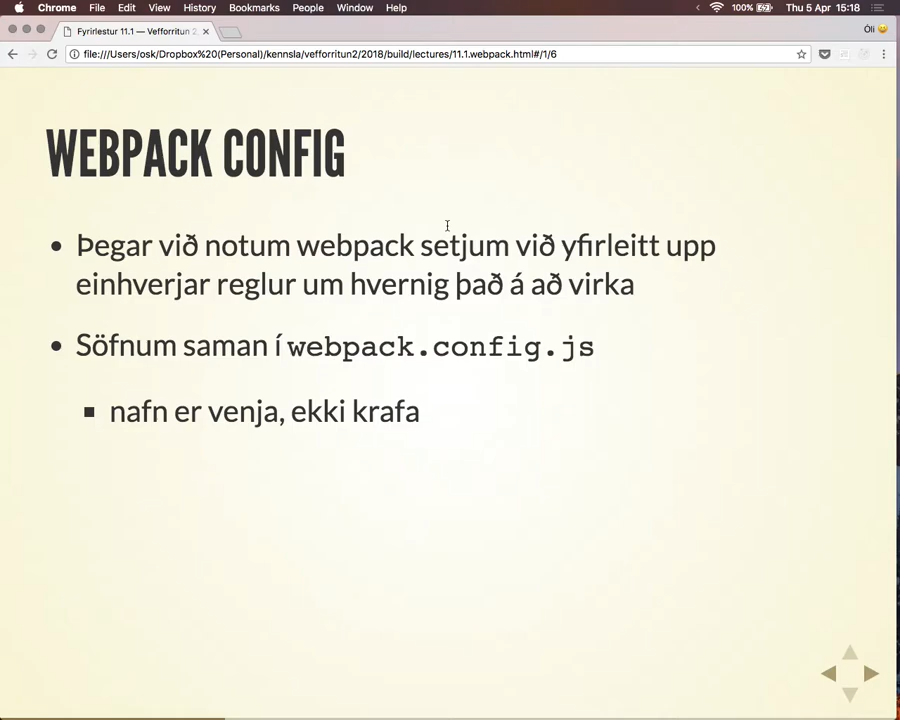 Chrome File Edit View History Bookmarks People Window Help 100% Thu 5 Apr 15:18
Fyrirlestur 11.1 — Vefforritun 2, Óli
file:///Users/osk/Dropbox%20(Personal)/kennsla/vefforritun2/2018/build/lectures/11.1.webpack.html#/1/6
WEBPACK CONFIG
• Þegar við notum webpack setjum við yfirleitt upp
einhverjar reglur um hvernig það á að virka
• Söfnum saman í webpack.config.js
▪ nafn er venja, ekki krafa